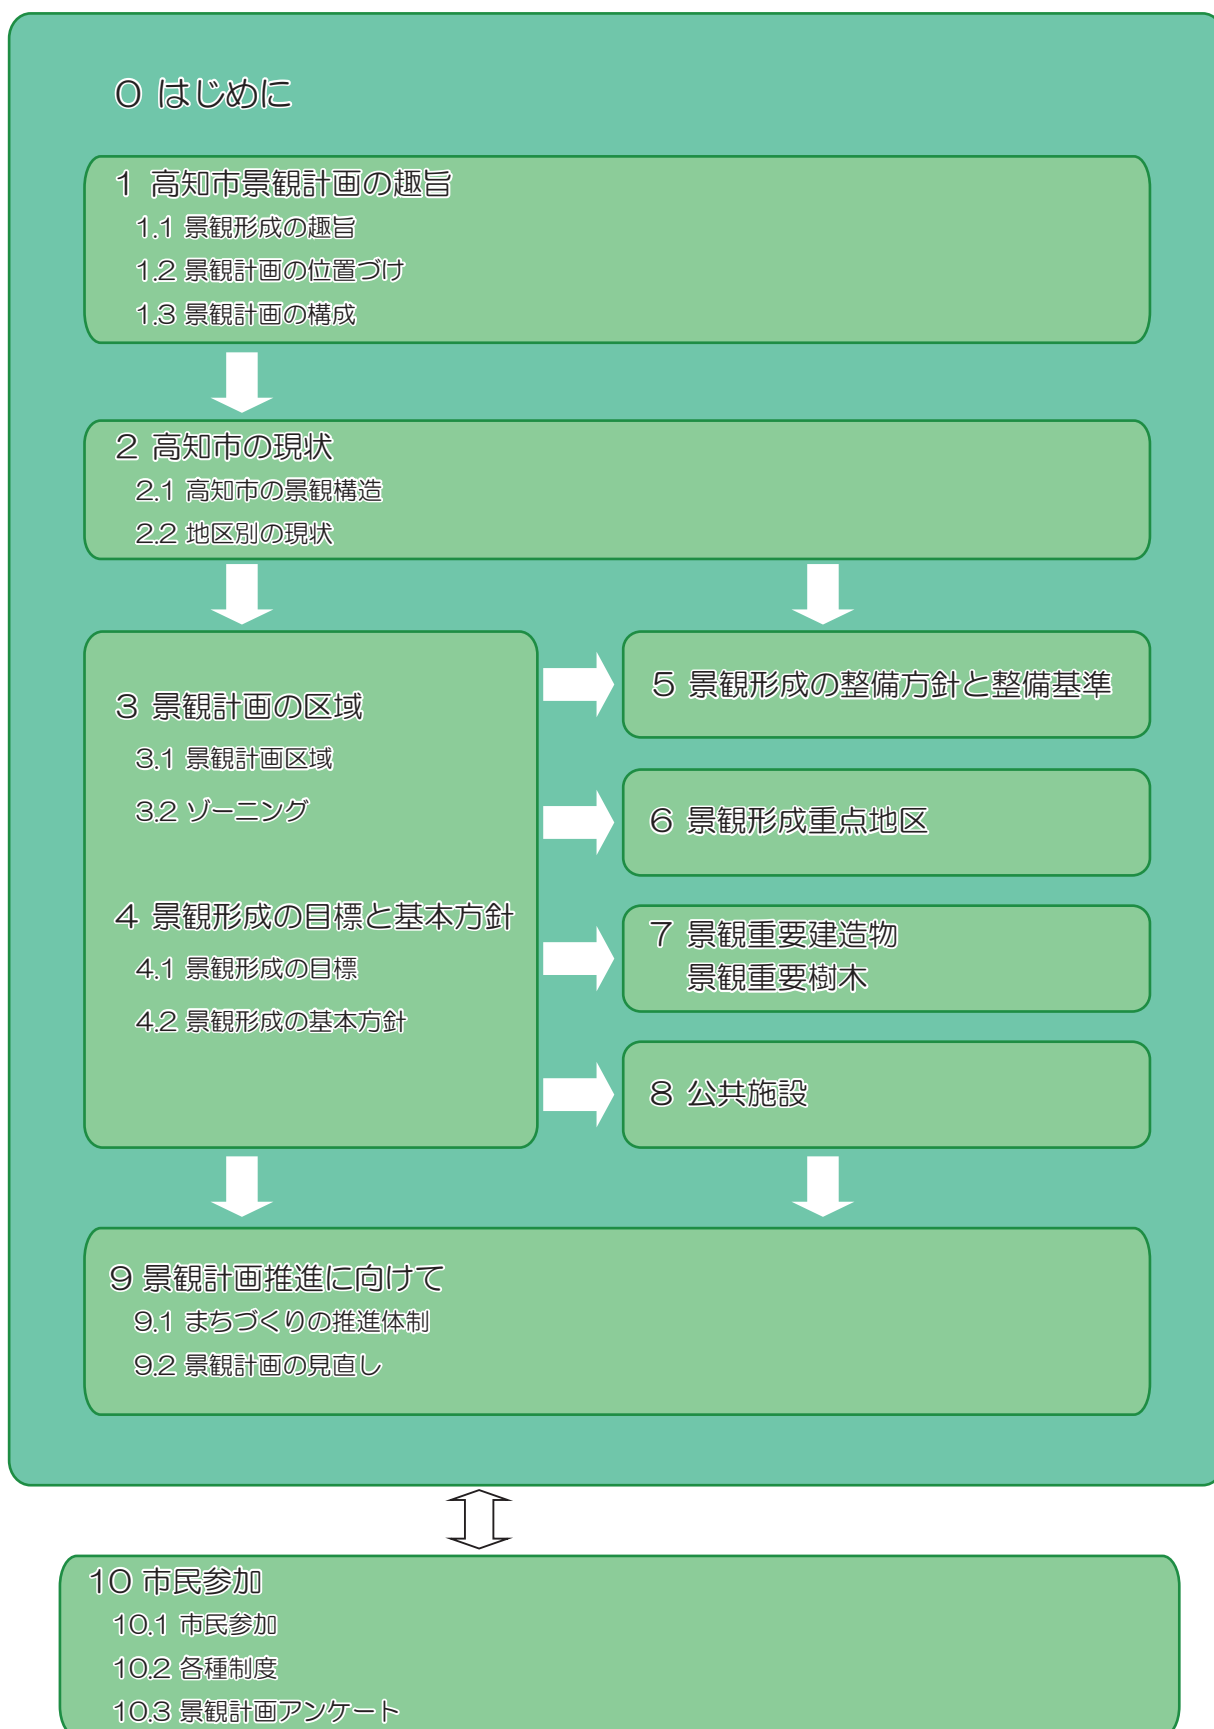 0 はじめに
1 高知市景観計画の趣旨
1.1 景観形成の趣旨
1.2 景観計画の位置づけ
1.3 景観計画の構成
2 高知市の現状
2.1 高知市の景観構造
2.2 地区別の現状
3 景観計画の区域
3.1 景観計画区域
3.2 ゾーニング
4 景観形成の目標と基本方針
4.1 景観形成の目標
4.2 景観形成の基本方針
5 景観形成の整備方針と整備基準
6 景観形成重点地区
7 景観重要建造物
景観重要樹木
8 公共施設
9 景観計画推進に向けて
9.1 まちづくりの推進体制
9.2 景観計画の見直し
10 市民参加
10.1 市民参加
10.2 各種制度
10.3 景観計画アンケート